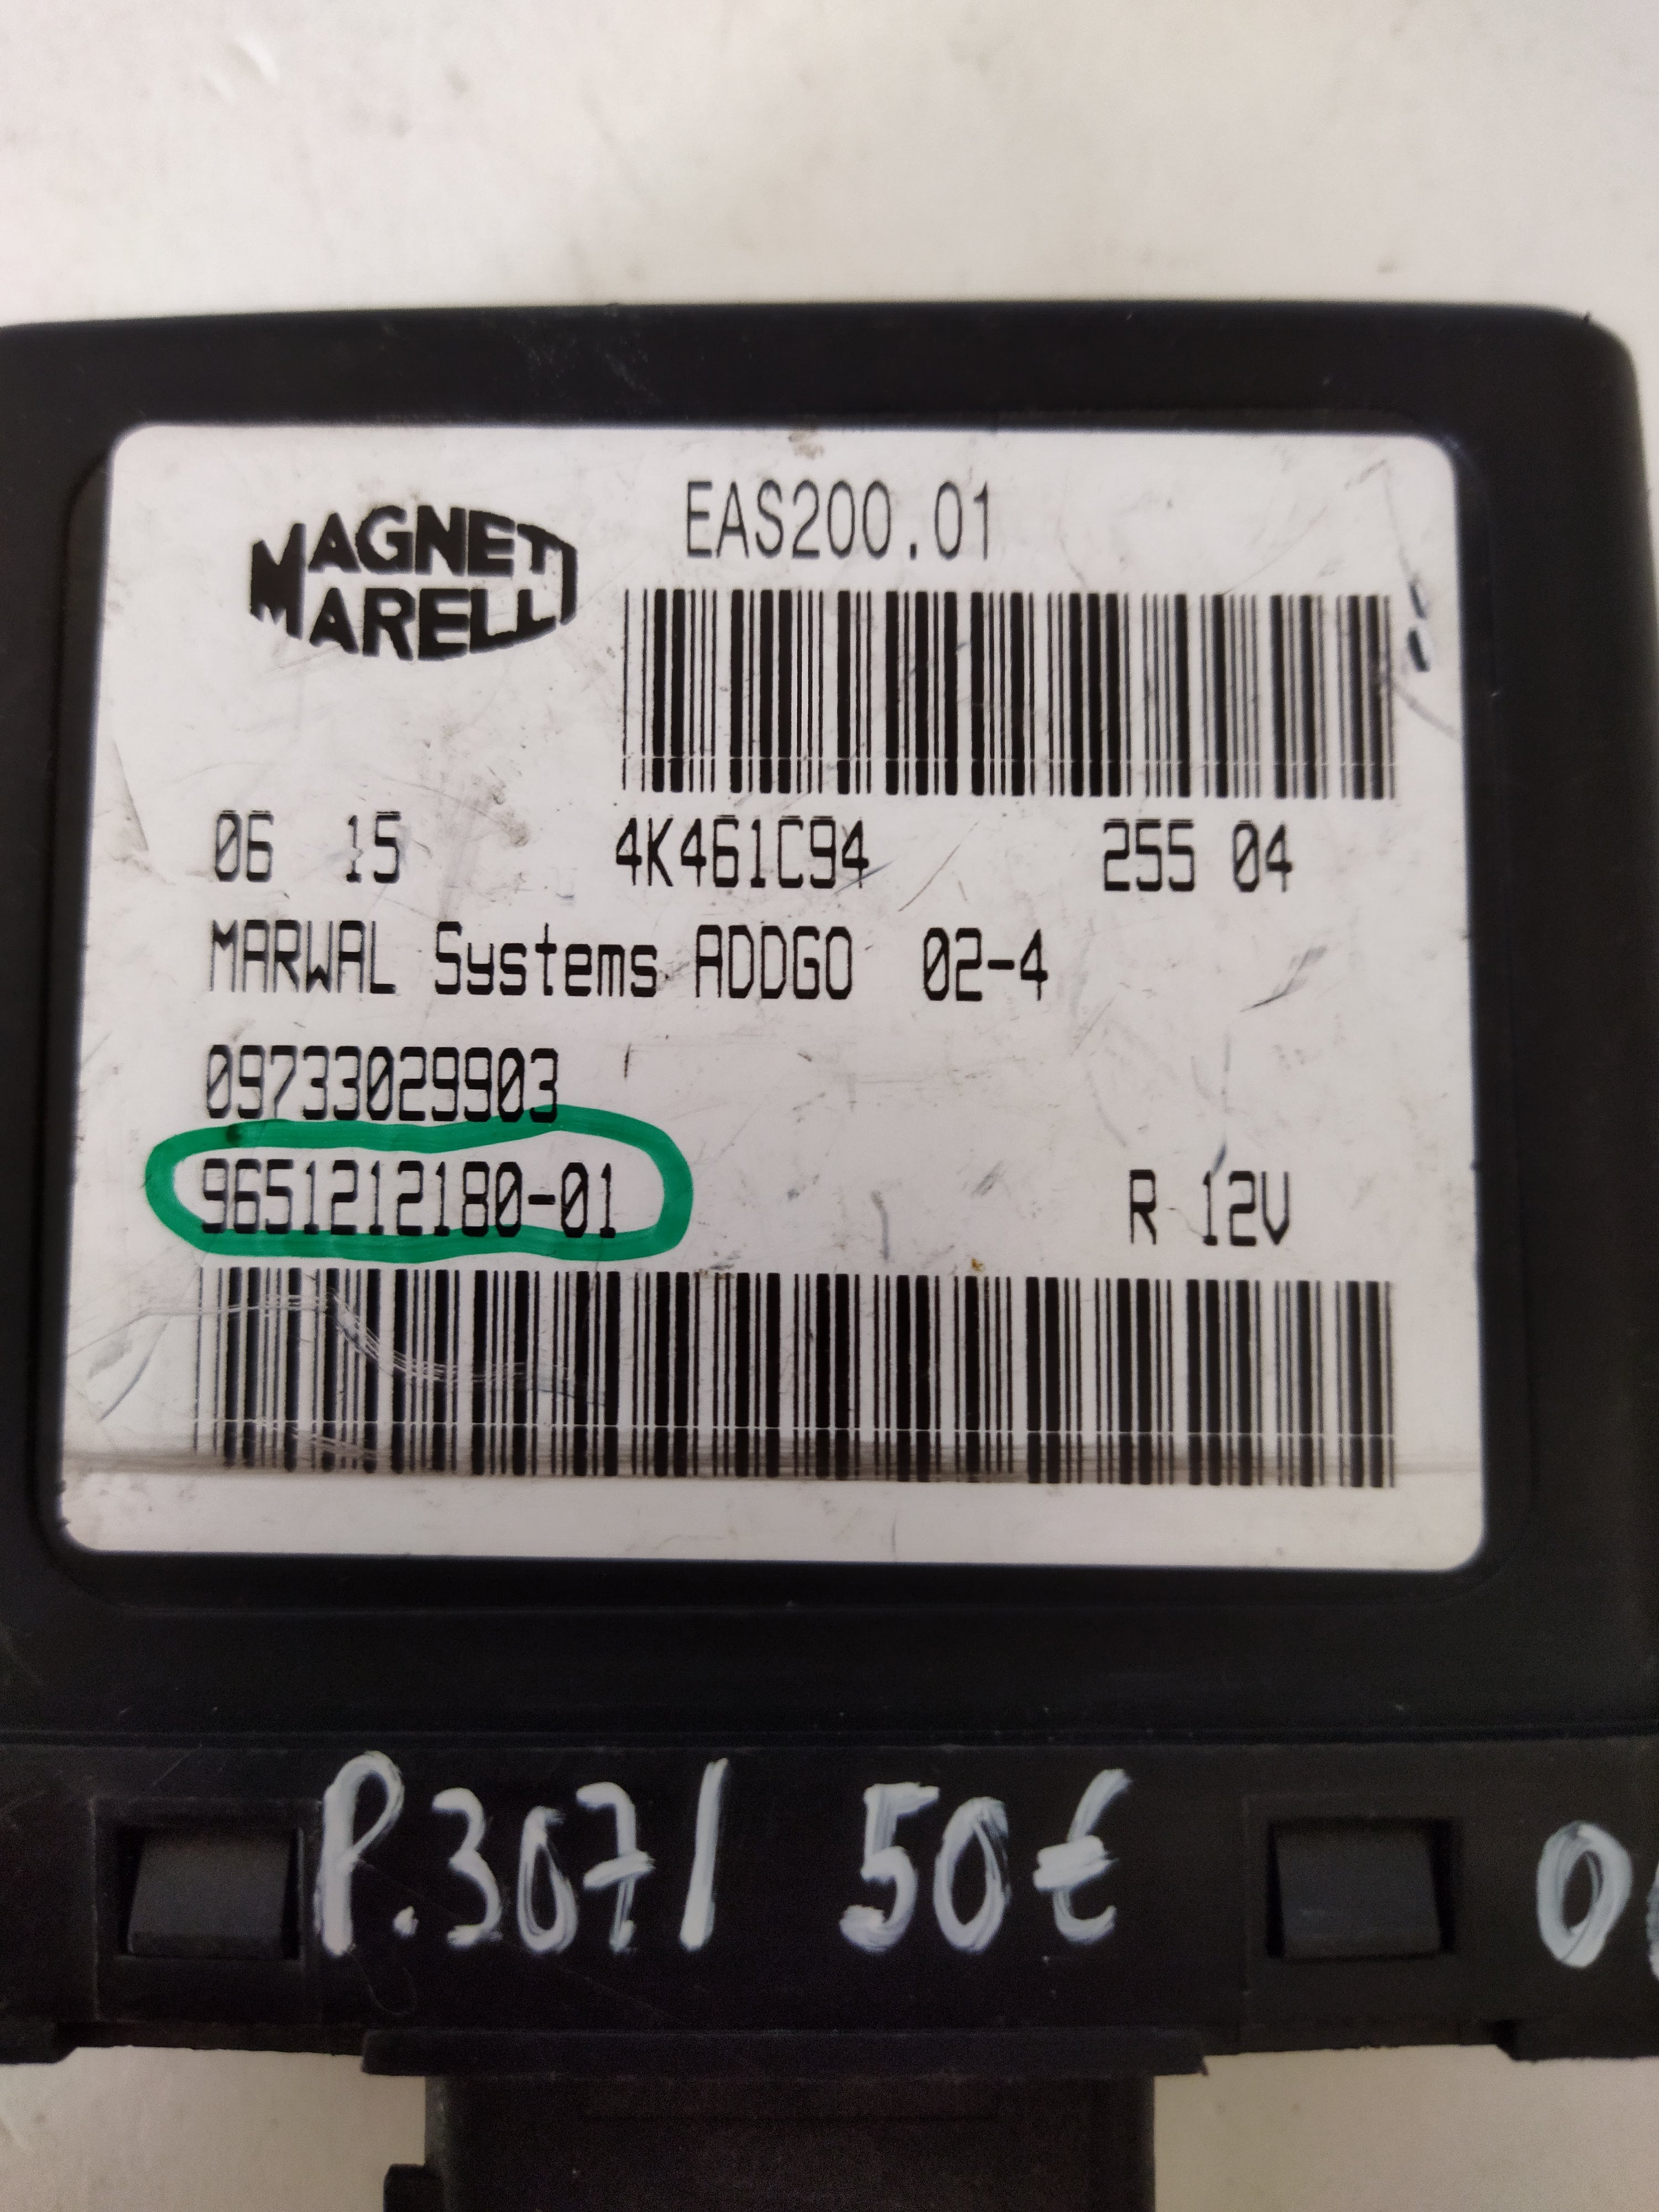 MAGNETI
MARELLI
EAS200.01
06 15 4K461C94 255 04
MARWAL Systems ADDGO 02-4
09733029903
9651212180-01 R 12V
P.307/ 50€ 0